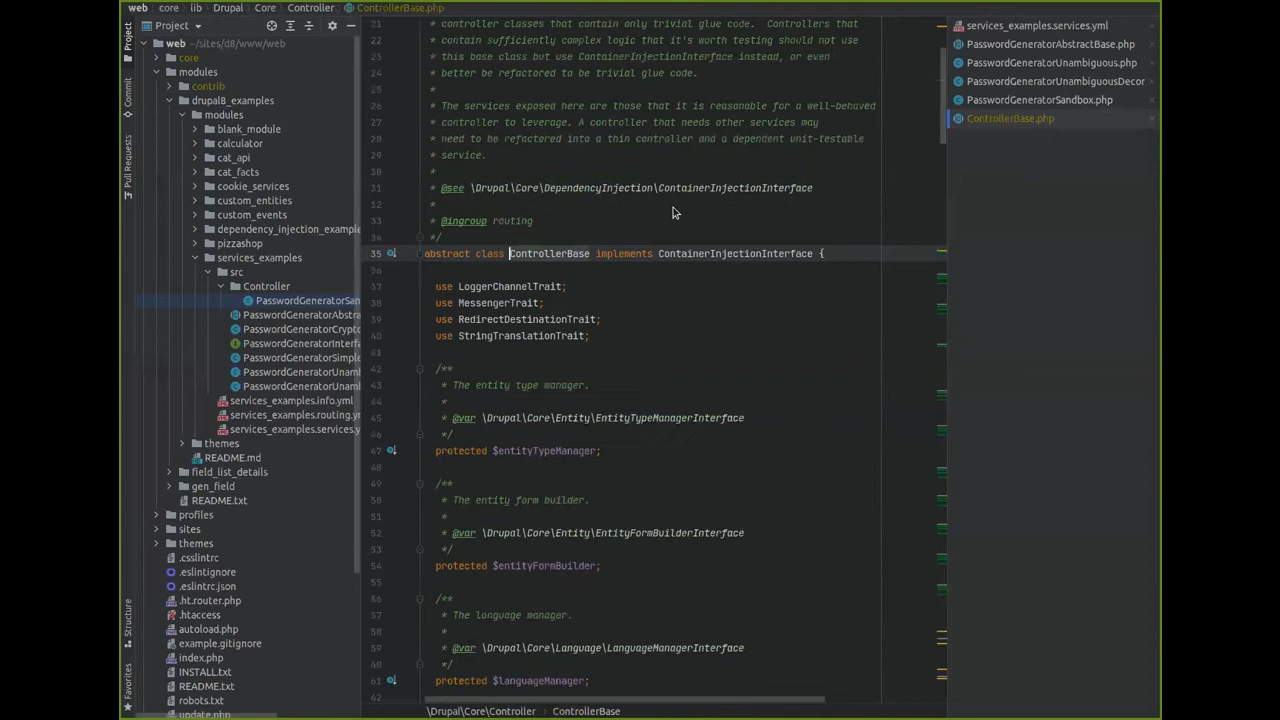 web › core › lib › Drupal › Core › Controller › ControllerBase.php
Project
web ~/sites/d8/www/web
core
modules
contrib
drupal8_examples
modules
blank_module
calculator
cat_api
cat_facts
cookie_services
custom_entities
custom_events
dependency_injection_example
pizzashop
services_examples
src
Controller
PasswordGeneratorSan
PasswordGeneratorAbstra
PasswordGeneratorCrypto
PasswordGeneratorInterfa
PasswordGeneratorSimple
PasswordGeneratorUnam
PasswordGeneratorUnam
services_examples.info.yml
services_examples.routing.ym
services_examples.services.y
themes
README.md
field_list_details
gen_field
README.txt
profiles
sites
themes
.csslintrc
.eslintignore
.eslintrc.json
.ht.router.php
.htaccess
autoload.php
example.gitignore
index.php
INSTALL.txt
README.txt
robots.txt
update.php
Project
Commit
Pull Requests
Structure
Favorites
21 * controller classes that contain only trivial glue code.  Controllers that
22 * contain sufficiently complex logic that it's worth testing should not use
23 * this base class but use ContainerInjectionInterface instead, or even
24 * better be refactored to be trivial glue code.
25 *
26 * The services exposed here are those that it is reasonable for a well-behaved
27 * controller to leverage. A controller that needs other services may
28 * need to be refactored into a thin controller and a dependent unit-testable
29 * service.
30 *
31 * @see \Drupal\Core\DependencyInjection\ContainerInjectionInterface
32 *
33 * @ingroup routing
34 */
35 abstract class ControllerBase implements ContainerInjectionInterface {
36
37 use LoggerChannelTrait;
38 use MessengerTrait;
39 use RedirectDestinationTrait;
40 use StringTranslationTrait;
41
42 /**
43 * The entity type manager.
44 *
45 * @var \Drupal\Core\Entity\EntityTypeManagerInterface
46 */
47 protected $entityTypeManager;
48
49 /**
50 * The entity form builder.
51 *
52 * @var \Drupal\Core\Entity\EntityFormBuilderInterface
53 */
54 protected $entityFormBuilder;
55
56 /**
57 * The language manager.
58 *
59 * @var \Drupal\Core\Language\LanguageManagerInterface
60 */
61 protected $languageManager;
62
\Drupal\Core\Controller › ControllerBase
services_examples.services.yml
PasswordGeneratorAbstractBase.php
PasswordGeneratorUnambiguous.php
PasswordGeneratorUnambiguousDecor
PasswordGeneratorSandbox.php
ControllerBase.php